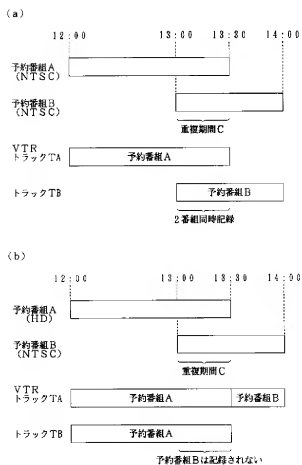 (a)
12:00 13:00 13:30 14:00
予約番組A
(NTSC)
予約番組B
(NTSC)
重複期間C
VTR
トラックTA 予約番組A
トラックTB 予約番組B
2番組同時記録
(b)
12:00 13:00 13:30 14:00
予約番組A
(HD)
予約番組B
(NTSC)
重複期間C
VTR
トラックTA 予約番組A 予約番組B
トラックTB 予約番組A
予約番組Bは記録されない